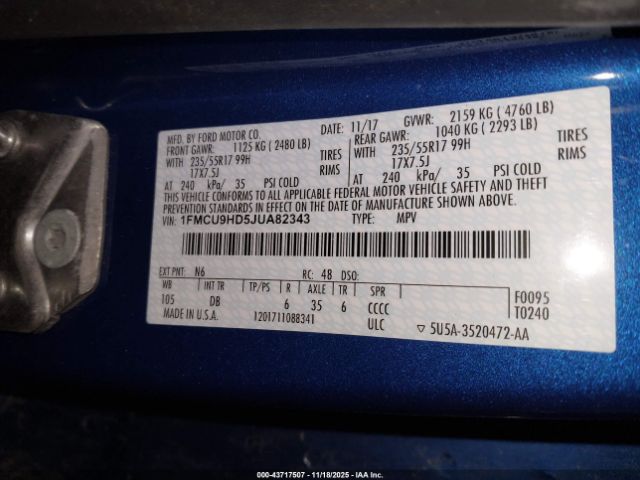 MFD. BY FORD MOTOR CO. 11/17 GVWR: 2159 KG ( 4760 LB)
FRONT GAWR: 1125 KG ( 2480 LB) REAR GAWR: 1040 KG ( 2293 LB)
WITH 235/55R17 99H TIRES WITH 235/55R17 99H TIRES
17X7.5J RIMS 17X7.5J RIMS
AT 240 kPa/ 35 PSI COLD AT 240 kPa/ 35 PSI COLD
THIS VEHICLE CONFORMS TO ALL APPLICABLE FEDERAL MOTOR VEHICLE SAFETY AND THEFT
PREVENTION STANDARDS IN EFFECT ON THE DATE OF MANUFACTURE SHOWN ABOVE.
VIN: 1FMCU9HD5JUA82343 TYPE: MPV
EXT PNT: N6 RC: 48 DSO:
WB INT TR TP/PS R AXLE TR SPR
105 DB 6 35 6 CCCC
F0095
T0240
MADE IN U.S.A. 1201711088341 ULC ▽ 5U5A-3520472-AA
000-43717507 - 11/18/2025 - IAA Inc.